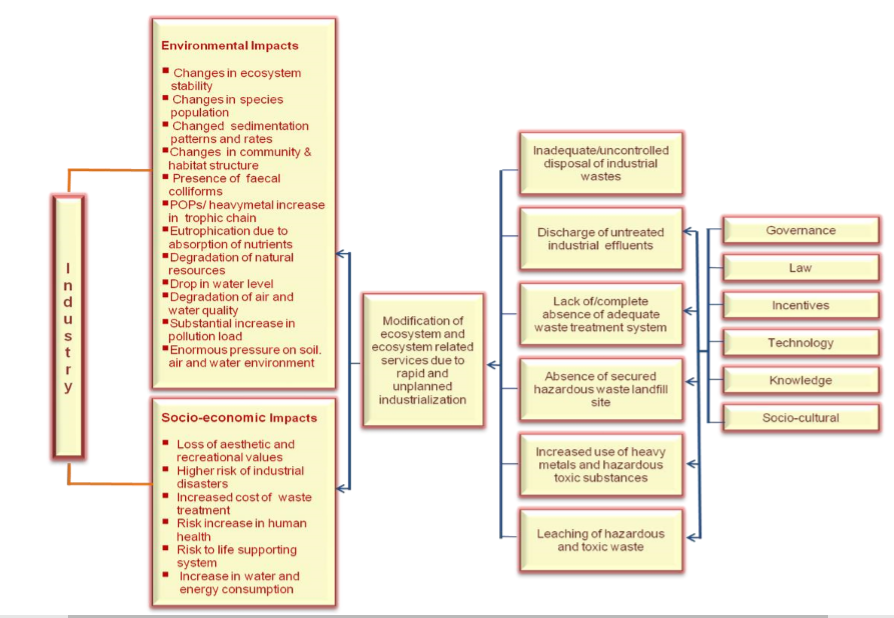 Industry
Environmental Impacts
▪ Changes in ecosystem
stability
▪ Changes in species
population
▪ Changed sedimentation
patterns and rates
▪Changes in community &
habitat structure
▪Presence of faecal
colliforms
▪POPs/ heavymetal increase
in trophic chain
▪Eutrophication due to
absorption of nutrients
▪Degradation of natural
resources
▪Drop in water level
▪Degradation of air and
water quality
▪Substantial increase in
pollution load
▪Enormous pressure on soil.
air and water environment
Socio-economic Impacts
▪ Loss of aesthetic and
recreational values
▪ Higher risk of industrial
disasters
▪ Increased cost of waste
treatment
▪ Risk increase in human
health
▪ Risk to life supporting
system
▪ Increase in water and
energy consumption
Modification of
ecosystem and
ecosystem related
services due to
rapid and
unplanned
industrialization
Inadequate/uncontrolled
disposal of industrial
wastes
Discharge of untreated
industrial effluents
Lack of/complete
absence of adequate
waste treatment system
Absence of secured
hazardous waste landfill
site
Increased use of heavy
metals and hazardous
toxic substances
Leaching of hazardous
and toxic waste
Governance
Law
Incentives
Technology
Knowledge
Socio-cultural